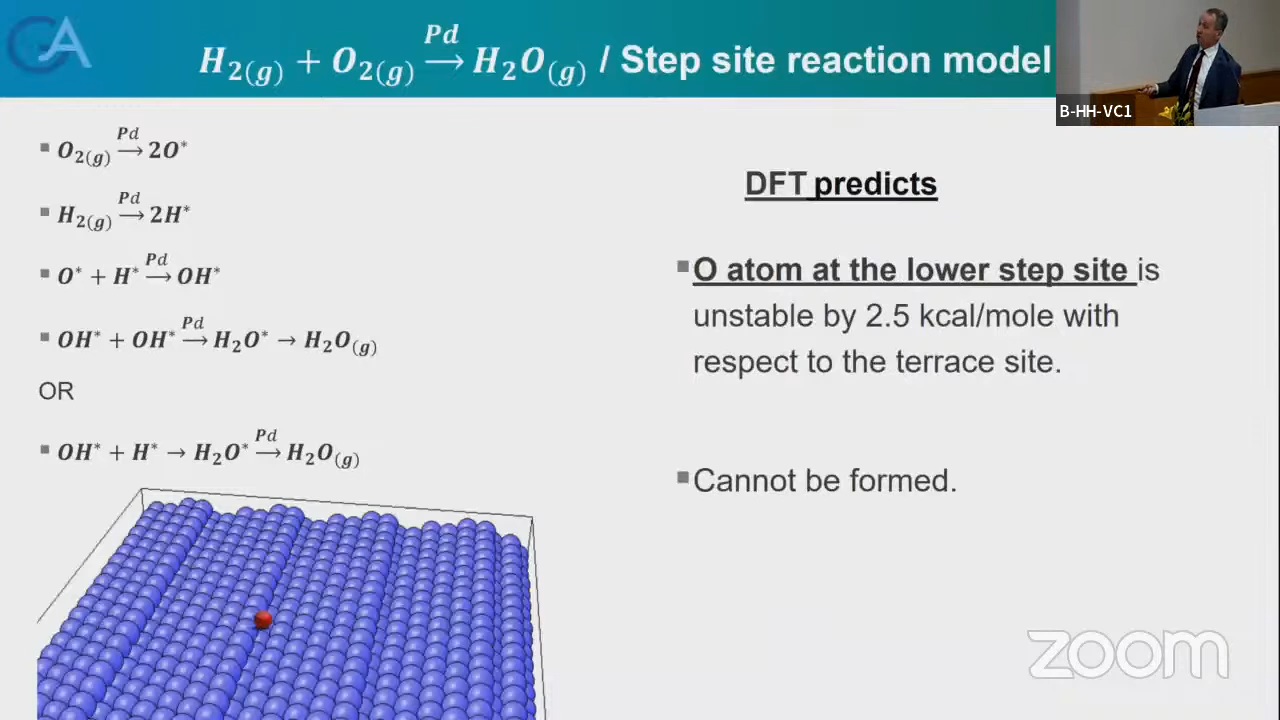 GA
H₂(g) + O₂(g) —Pd→ H₂O(g) / Step site reaction model
B-HH-VC1
▪ O₂(g) —Pd→ 2O*
▪ H₂(g) —Pd→ 2H*
▪ O* + H* —Pd→ OH*
▪ OH* + OH* —Pd→ H₂O* → H₂O(g)
OR
▪ OH* + H* → H₂O* —Pd→ H₂O(g)
DFT predicts
▪O atom at the lower step site is
unstable by 2.5 kcal/mole with
respect to the terrace site.
▪Cannot be formed.
zoom